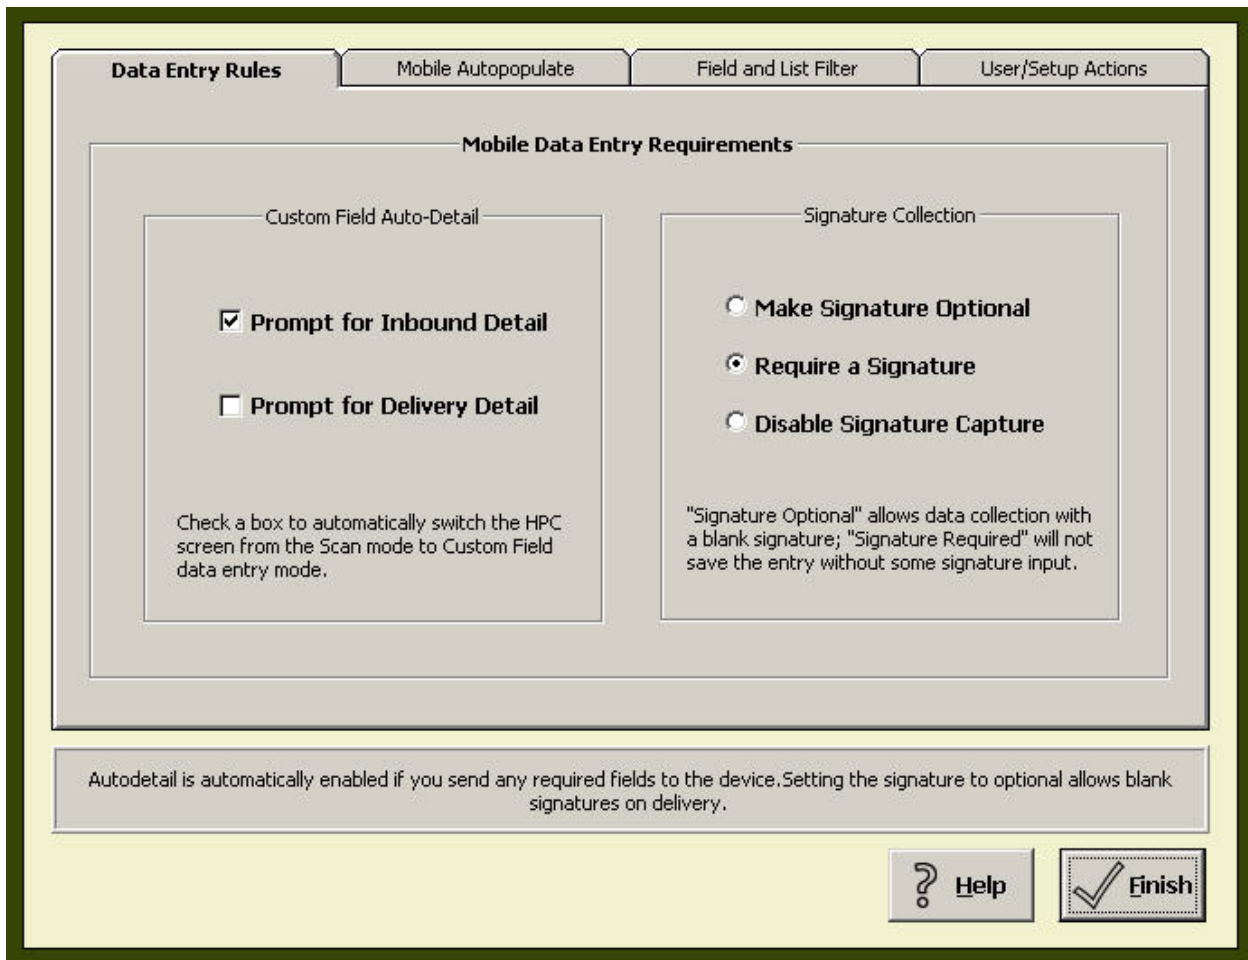 Data Entry Rules
Mobile Autopopulate
Field and List Filter
User/Setup Actions
Mobile Data Entry Requirements
Custom Field Auto-Detail
Prompt for Inbound Detail
Prompt for Delivery Detail
Check a box to automatically switch the HPC
screen from the Scan mode to Custom Field
data entry mode.
Signature Collection
Make Signature Optional
Require a Signature
Disable Signature Capture
"Signature Optional" allows data collection with
a blank signature; "Signature Required" will not
save the entry without some signature input.
Autodetail is automatically enabled if you send any required fields to the device.Setting the signature to optional allows blank
signatures on delivery.
Help
Finish